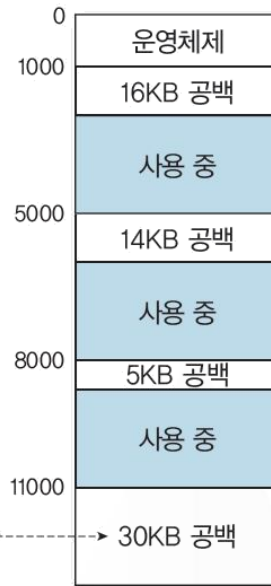 0
운영체제
1000
16KB 공백
사용 중
5000
14KB 공백
사용 중
8000
5KB 공백
사용 중
11000
30KB 공백